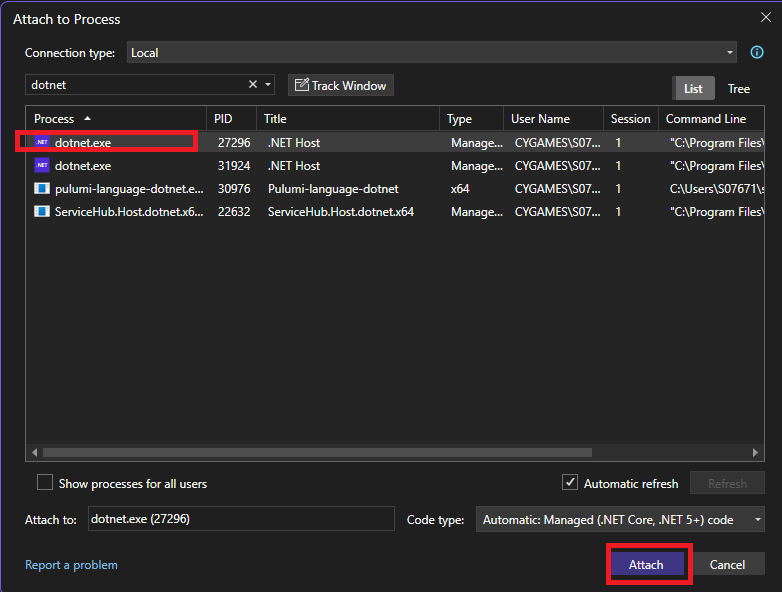 Attach to Process
Connection type: Local
dotnet Track Window List Tree
Process PID Title Type User Name Session Command Line
.NET dotnet.exe 27296 .NET Host Manage... CYGAMES\S07... 1 "C:\Program Files\
.NET dotnet.exe 31924 .NET Host Manage... CYGAMES\S07... 1 "C:\Program Files\
pulumi-language-dotnet.e... 30976 Pulumi-language-dotnet x64 CYGAMES\S07... 1 C:\Users\S07671\s
ServiceHub.Host.dotnet.x6... 22632 ServiceHub.Host.dotnet.x64 Manage... CYGAMES\S07... 1 "C:\Program Files\
Show processes for all users Automatic refresh Refresh
Attach to: dotnet.exe (27296) Code type: Automatic: Managed (.NET Core, .NET 5+) code
Report a problem Attach Cancel